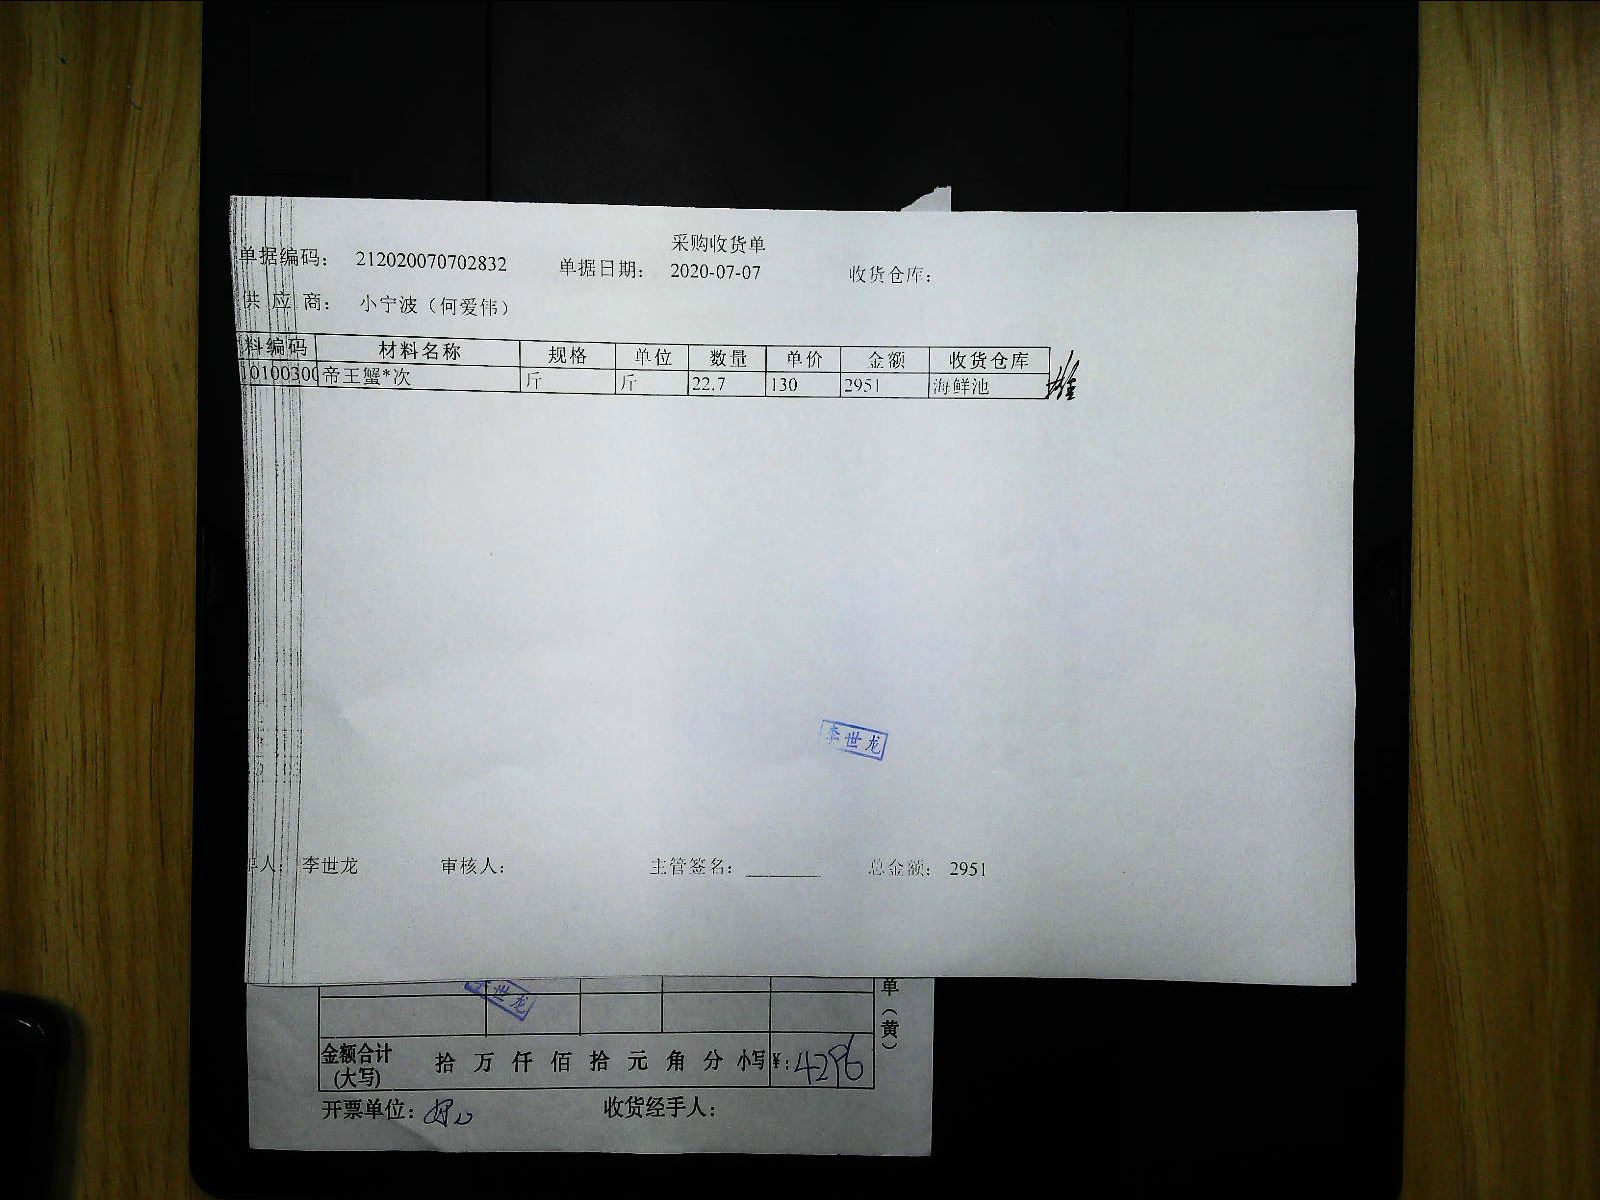 采购收货单
单据编码： 212020070702832 单据日期： 2020-07-07 收货仓库：
供 应 商： 小宁波（何爱伟）
料编码 材料名称 规格 单位 数量 单价 金额 收货仓库
10100300 帝王蟹*次 斤 斤 22.7 130 2951 海鲜池
李世龙
单人： 李世龙 审核人： 主管签名： 总金额： 2951
世龙
单（黄）
金额合计（大写） 拾 万 仟 佰 拾 元 角 分 小写 ¥：4296
开票单位： 收货经手人：